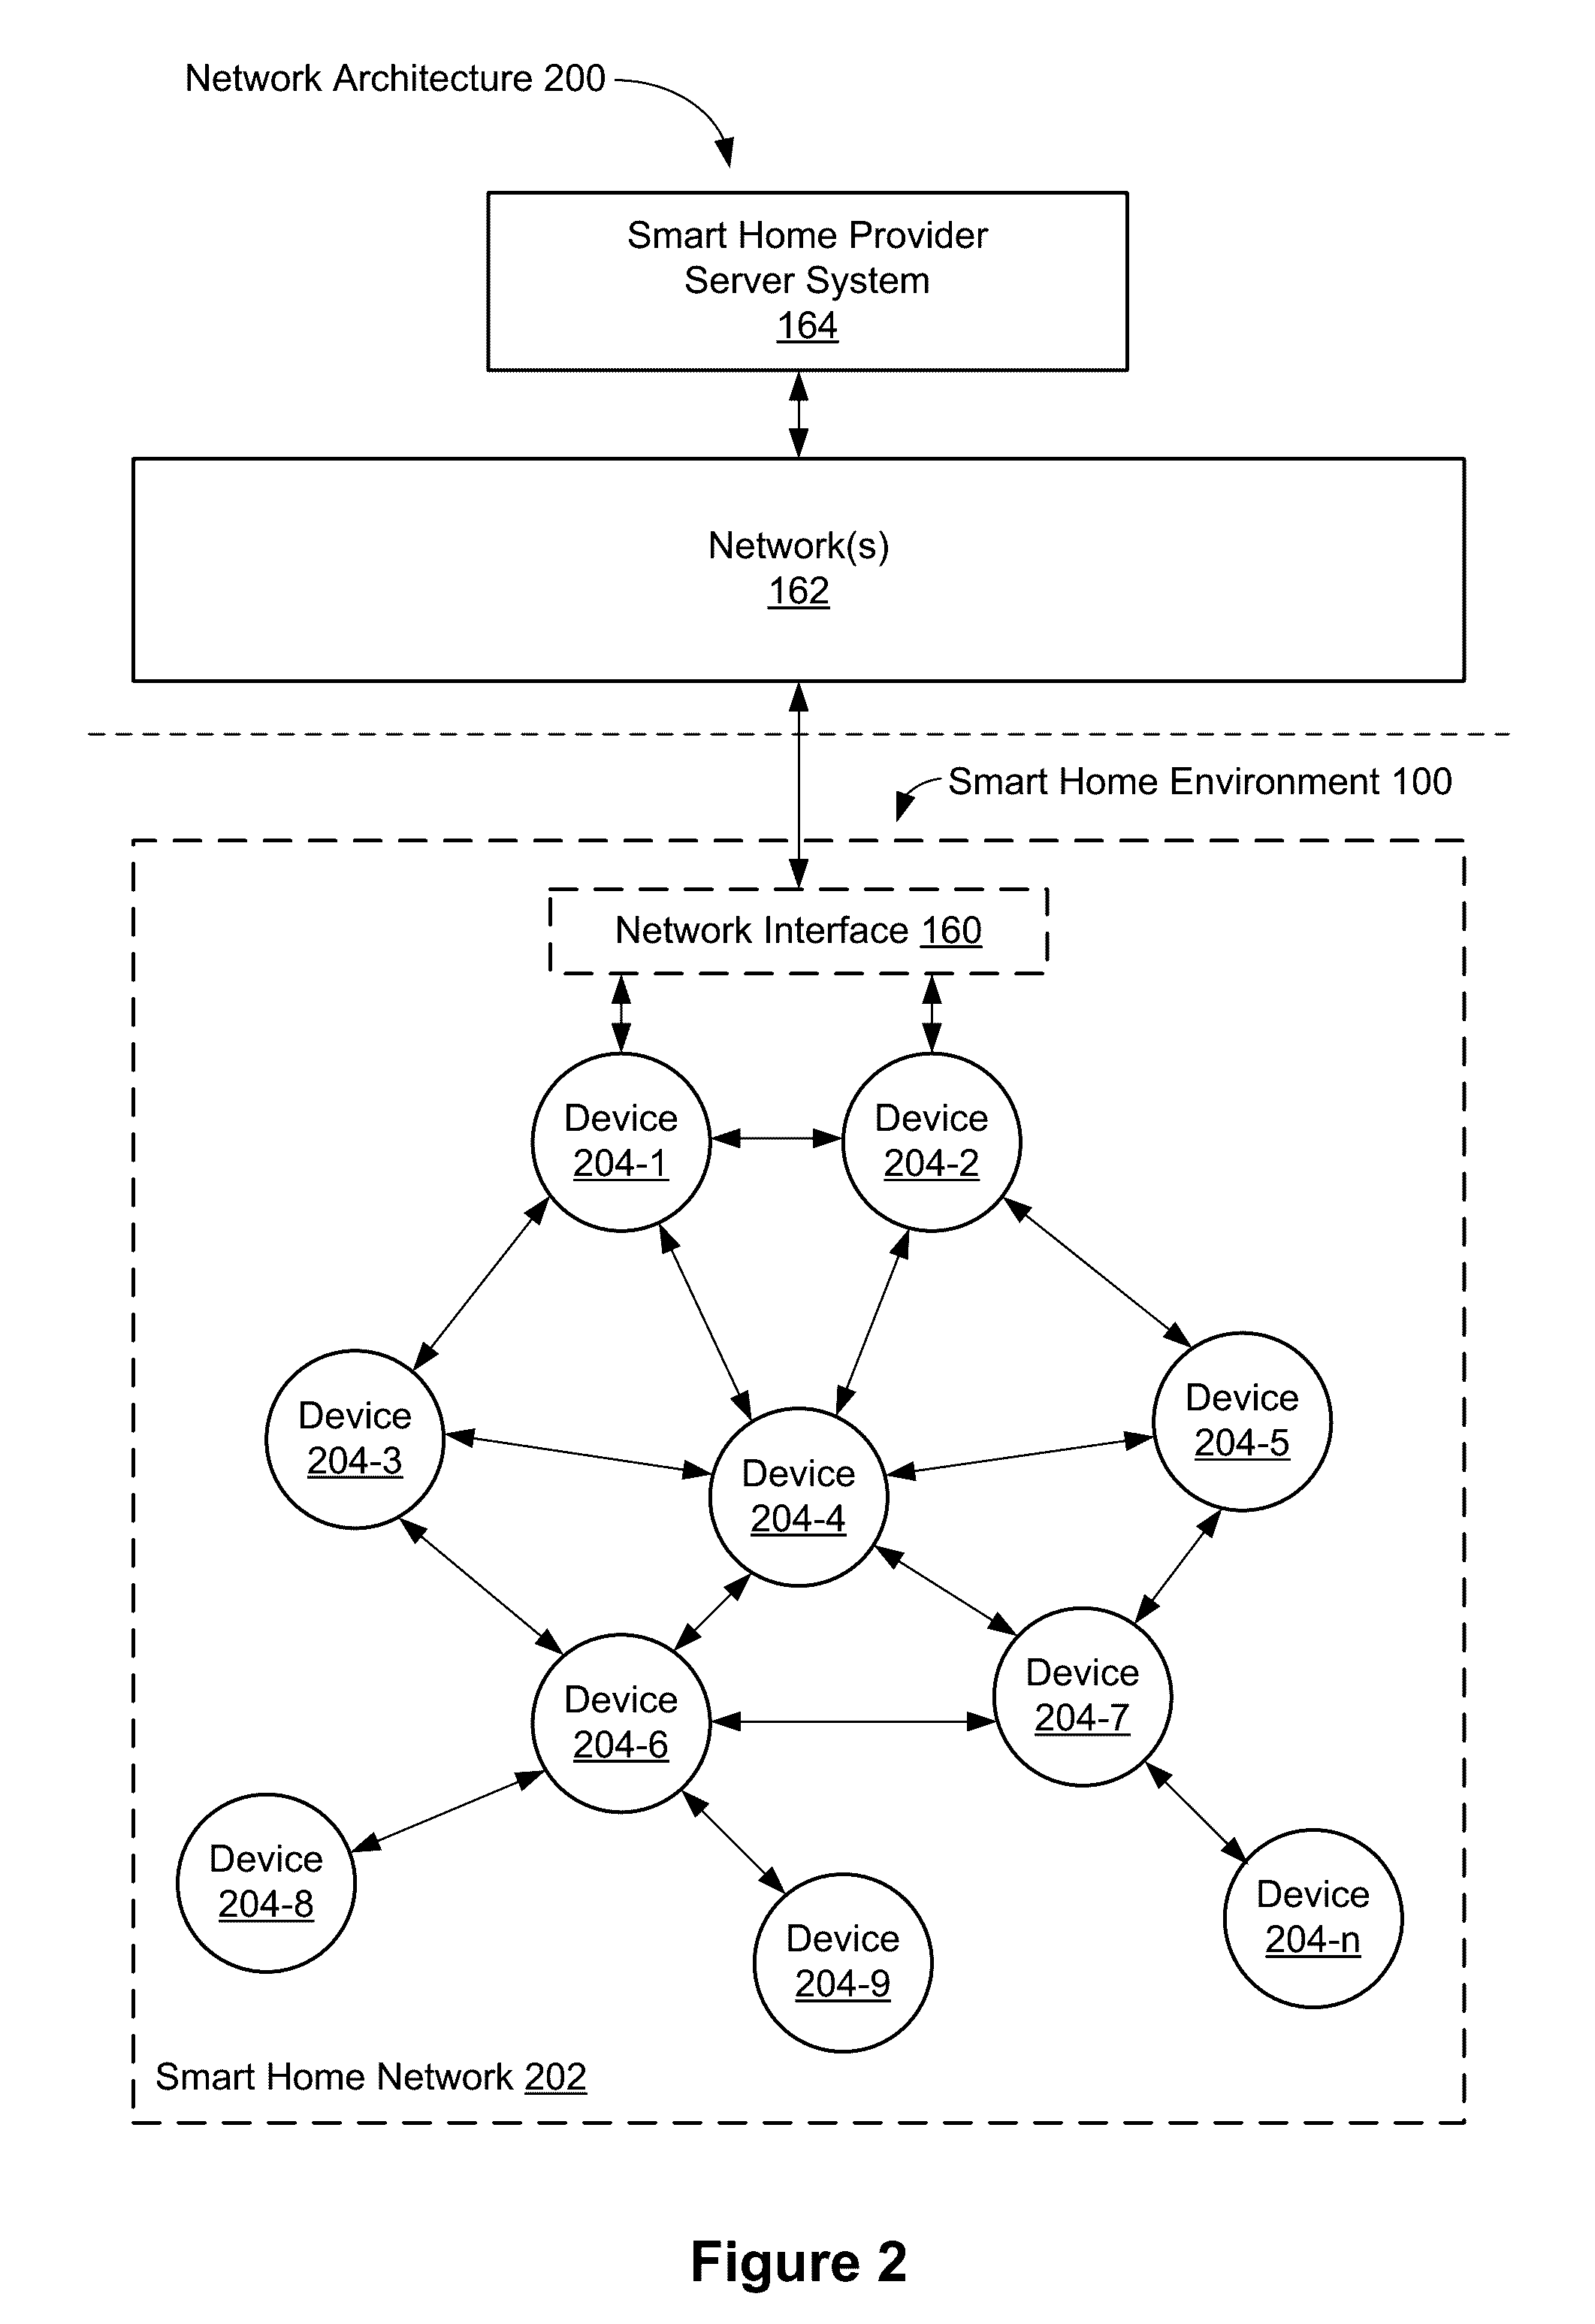 Network Architecture 200
Smart Home Provider
Server System
164
Network(s)
162
Smart Home Environment 100
Network Interface 160
Device
204-1
Device
204-2
Device
204-3
Device
204-4
Device
204-5
Device
204-6
Device
204-7
Device
204-8
Device
204-9
Device
204-n
Smart Home Network 202
Figure 2